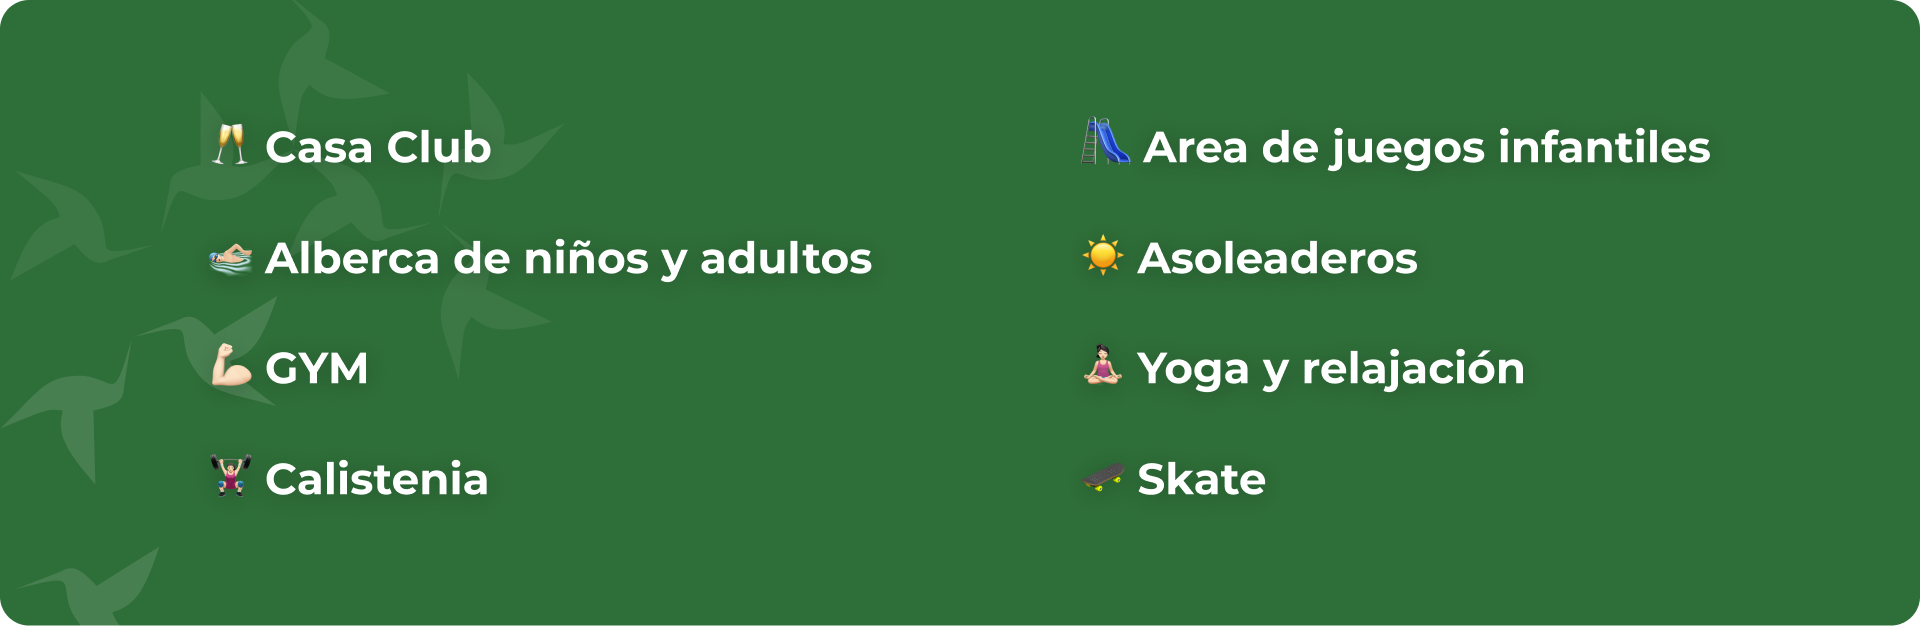 Casa Club
Alberca de niños y adultos
GYM
Calistenia
Area de juegos infantiles
Asoleaderos
Yoga y relajación
Skate